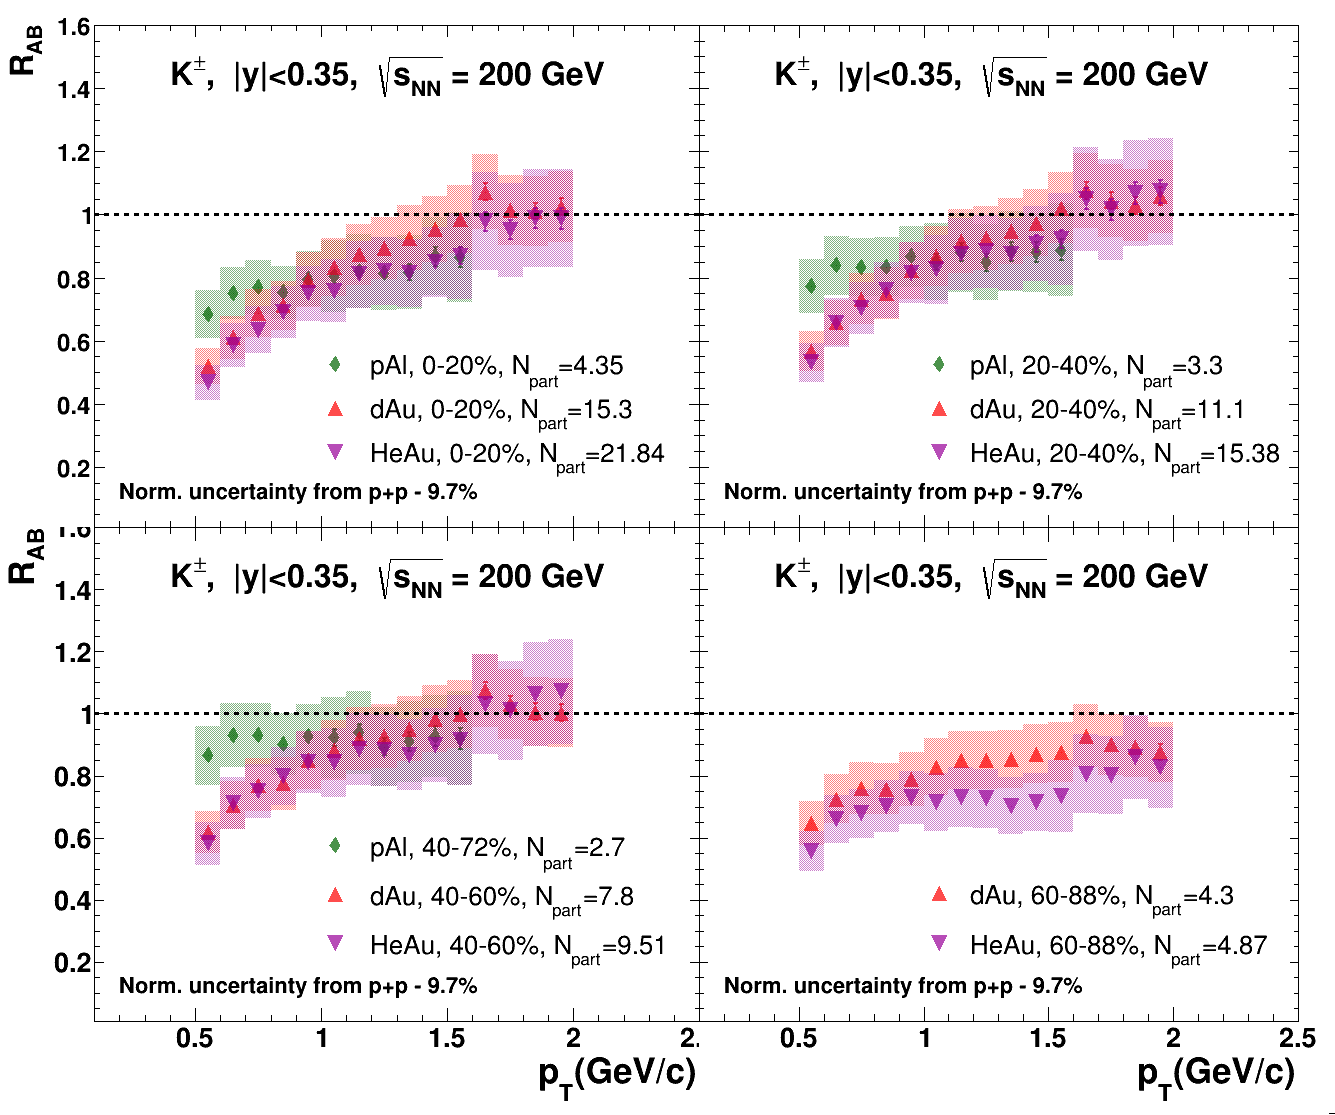 R_AB
1.6
1.4
1.2
1
0.8
0.6
0.4
0.2
K±, |y|<0.35, √s_NN = 200 GeV
pAl, 0-20%, N_part=4.35
dAu, 0-20%, N_part=15.3
HeAu, 0-20%, N_part=21.84
Norm. uncertainty from p+p - 9.7%
K±, |y|<0.35, √s_NN = 200 GeV
pAl, 20-40%, N_part=3.3
dAu, 20-40%, N_part=11.1
HeAu, 20-40%, N_part=15.38
Norm. uncertainty from p+p - 9.7%
R_AB
1.6
1.4
1.2
1
0.8
0.6
0.4
0.2
K±, |y|<0.35, √s_NN = 200 GeV
pAl, 40-72%, N_part=2.7
dAu, 40-60%, N_part=7.8
HeAu, 40-60%, N_part=9.51
Norm. uncertainty from p+p - 9.7%
0.5 1 1.5 2 2.
p_T(GeV/c)
K±, |y|<0.35, √s_NN = 200 GeV
dAu, 60-88%, N_part=4.3
HeAu, 60-88%, N_part=4.87
Norm. uncertainty from p+p - 9.7%
0.5 1 1.5 2 2.5
p_T(GeV/c)